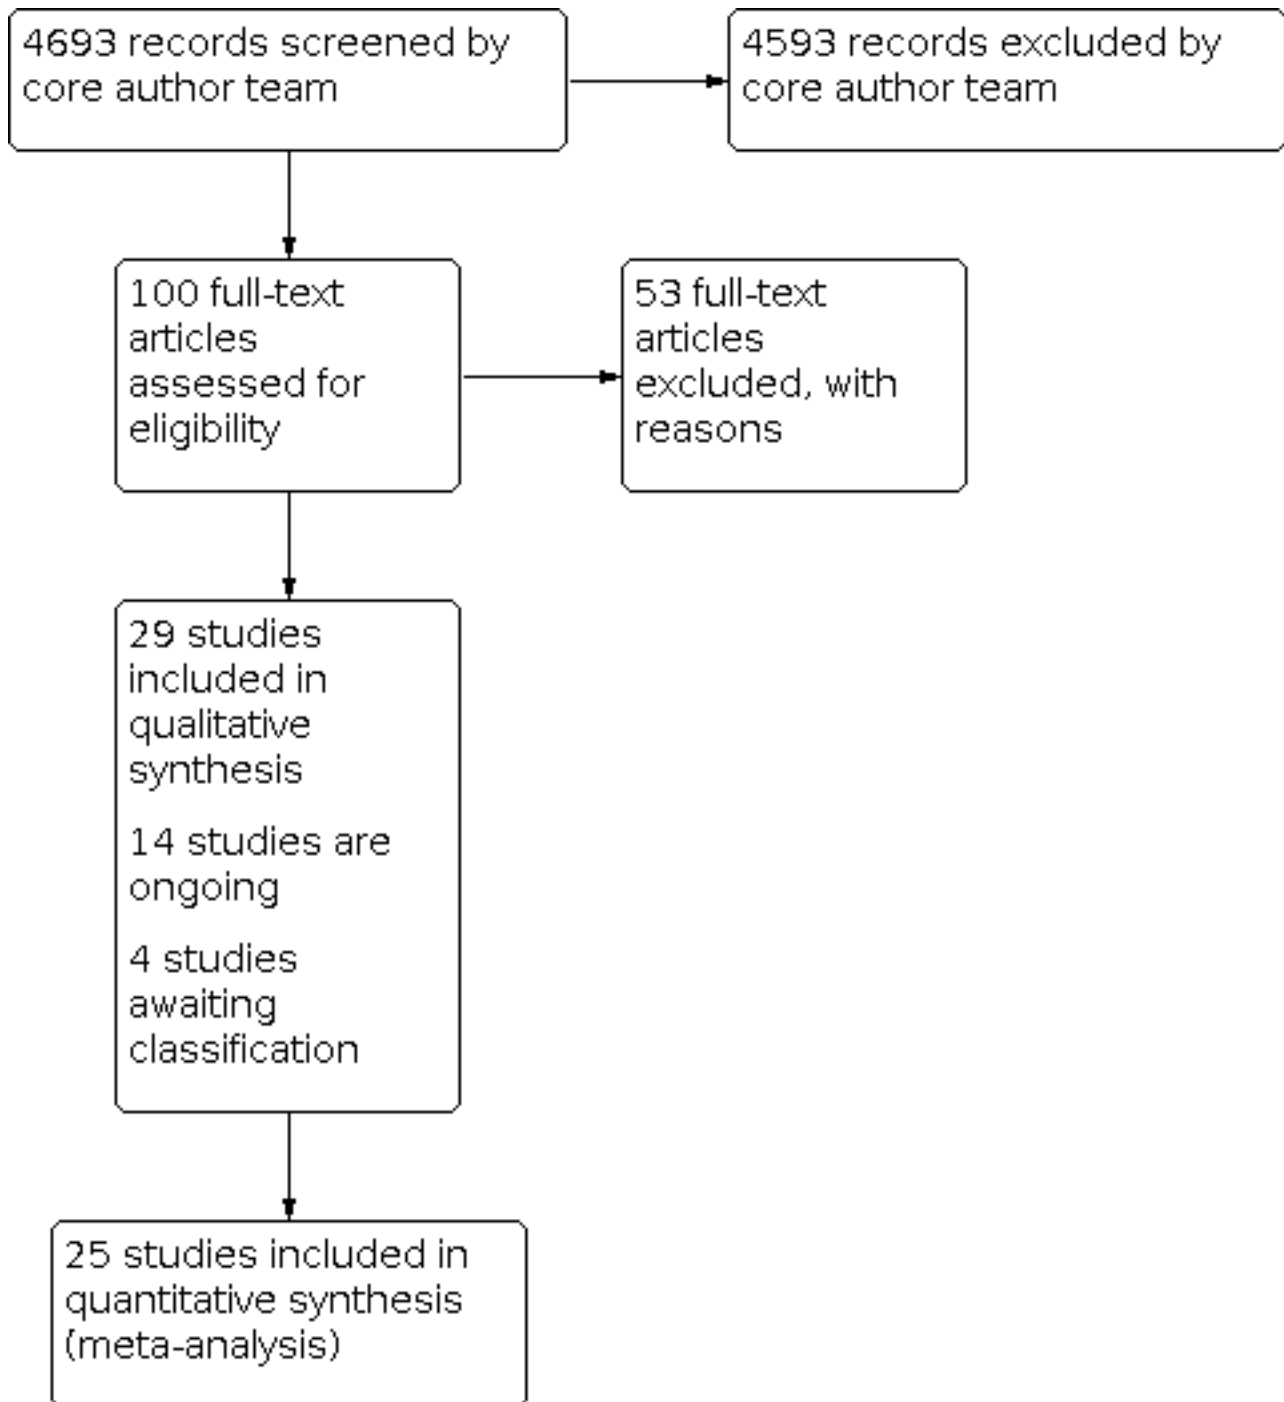 4693 records screened by
core author team
4593 records excluded by
core author team
100 full-text
articles
assessed for
eligibility
53 full-text
articles
excluded, with
reasons
29 studies
included in
qualitative
synthesis
14 studies are
ongoing
4 studies
awaiting
classification
25 studies included in
quantitative synthesis
(meta-analysis)